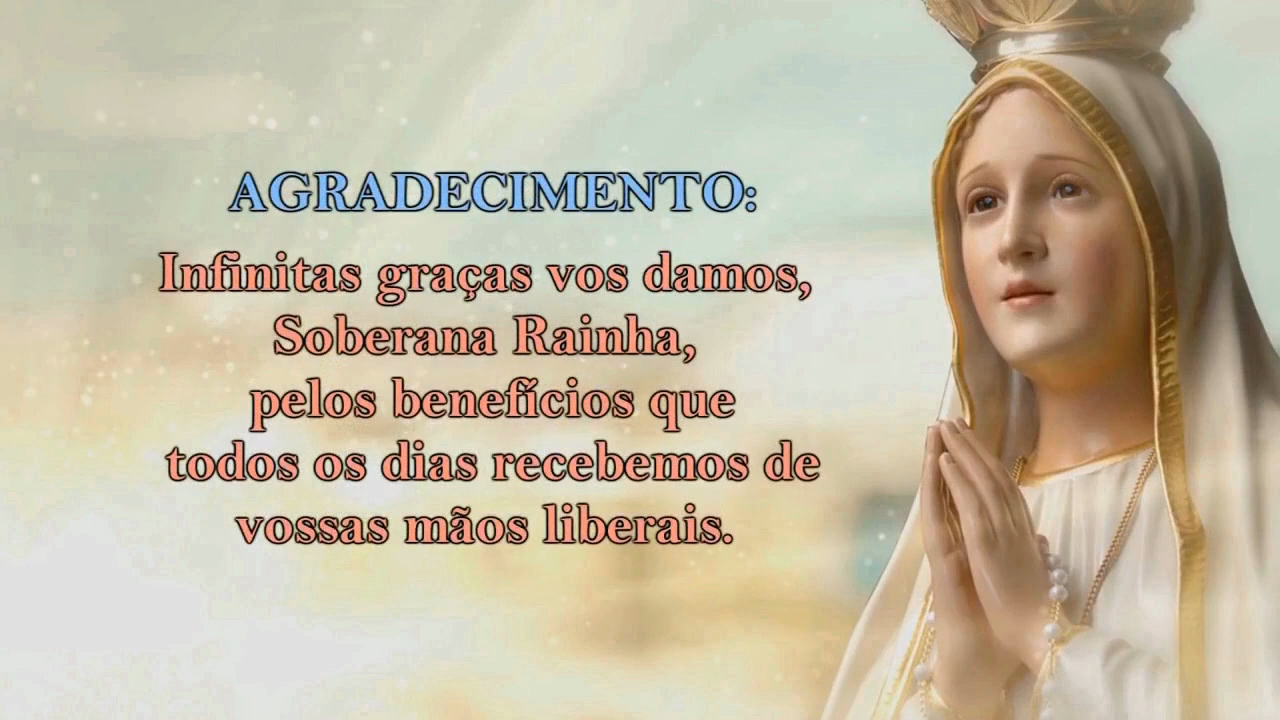 AGRADECIMENTO:
Infinitas graças vos damos,
Soberana Rainha,
pelos benefícios que
todos os dias recebemos de
vossas mãos liberais.